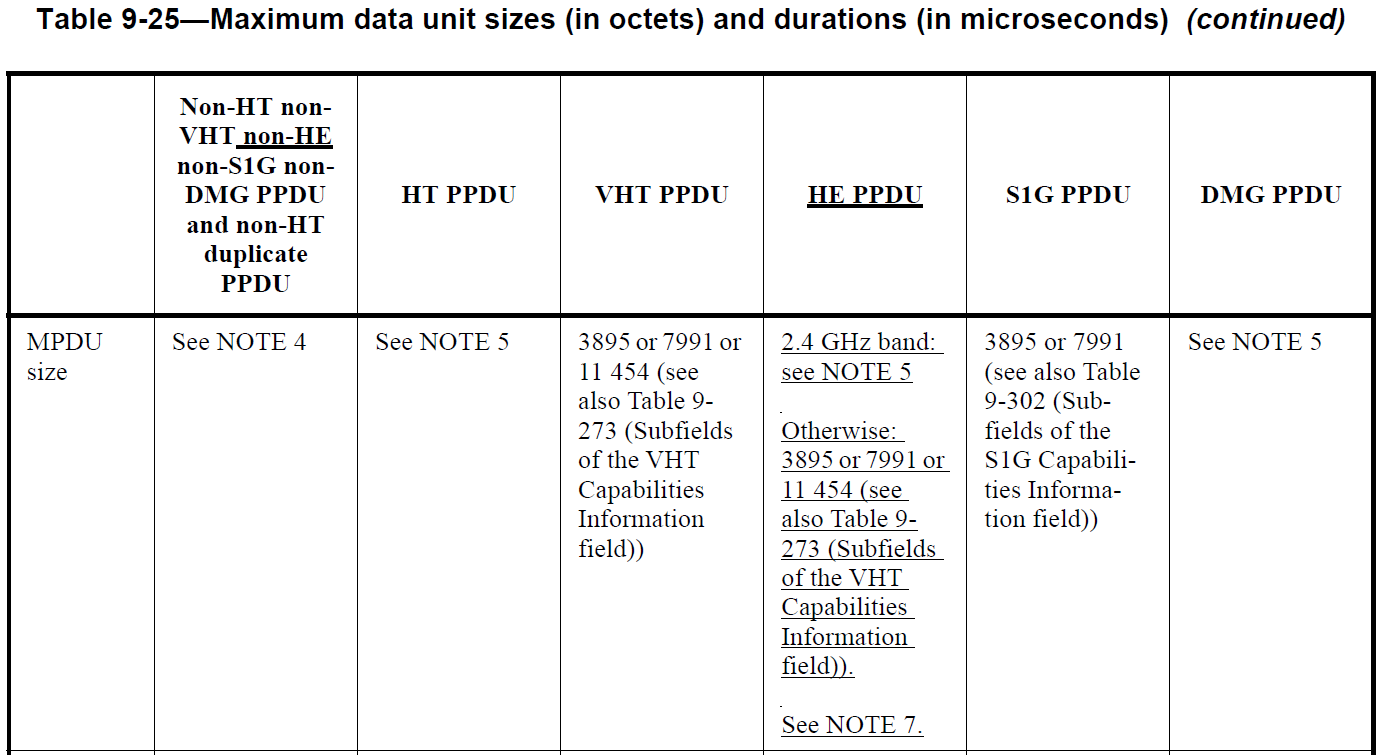 Table 9-25—Maximum data unit sizes (in octets) and durations (in microseconds) (continued)
Non-HT non-
VHT non-HE
non-S1G non-
DMG PPDU
and non-HT
duplicate
PPDU
HT PPDU
VHT PPDU
HE PPDU
S1G PPDU
DMG PPDU
MPDU
size
See NOTE 4
See NOTE 5
3895 or 7991 or
11 454 (see
also Table 9-
273 (Subfields
of the VHT
Capabilities
Information
field))
2.4 GHz band:
see NOTE 5
Otherwise:
3895 or 7991 or
11 454 (see
also Table 9-
273 (Subfields
of the VHT
Capabilities
Information
field)).
See NOTE 7.
3895 or 7991
(see also Table
9-302 (Sub-
fields of the
S1G Capabili-
ties Informa-
tion field))
See NOTE 5